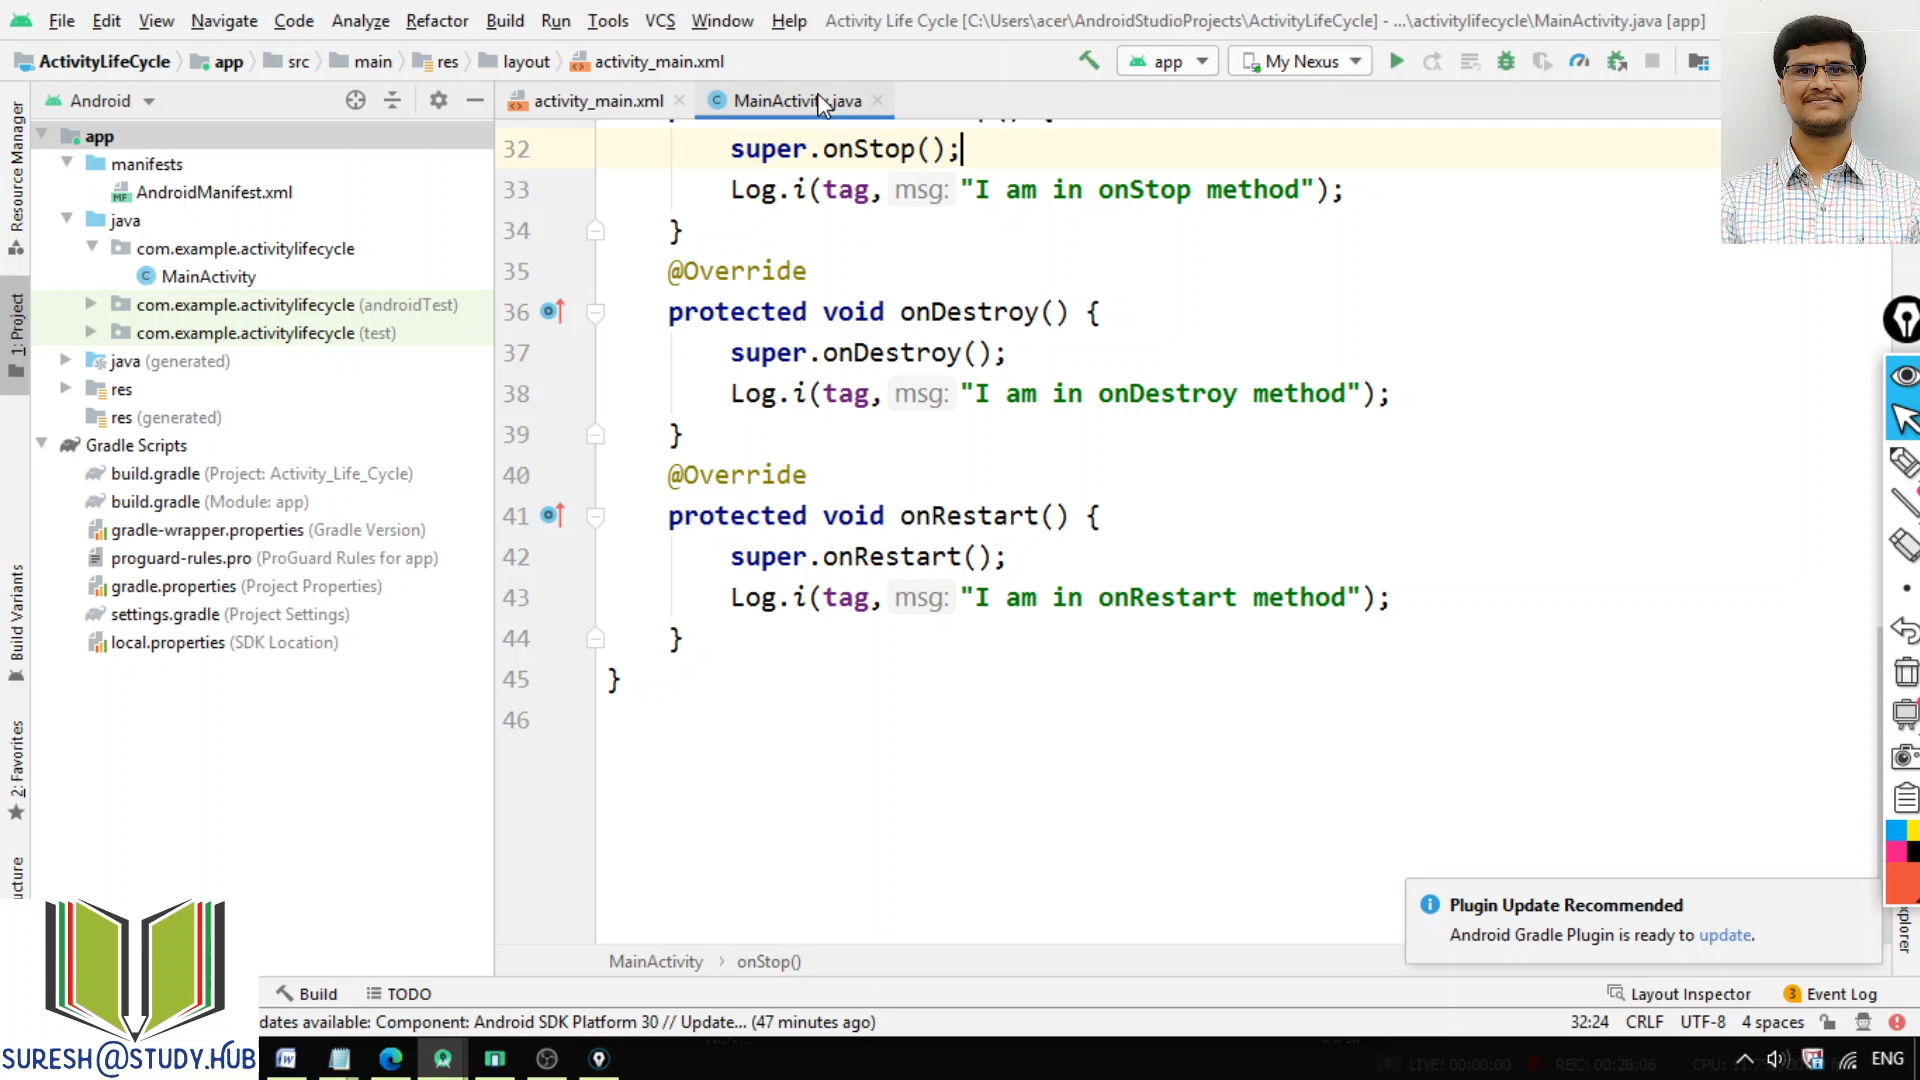 File Edit View Navigate Code Analyze Refactor Build Run Tools VCS Window Help Activity Life Cycle [C:\Users\acer\AndroidStudioProjects\ActivityLifeCycle] - ...\activitylifecycle\MainActivity.java [app]
ActivityLifeCycle app src main res layout activity_main.xml app My Nexus
Android activity_main.xml MainActivity.java
Resource Manager
1: Project
Build Variants
2: Favorites
app
manifests
AndroidManifest.xml
java
com.example.activitylifecycle
MainActivity
com.example.activitylifecycle (androidTest)
com.example.activitylifecycle (test)
java (generated)
res
res (generated)
Gradle Scripts
build.gradle (Project: Activity_Life_Cycle)
build.gradle (Module: app)
gradle-wrapper.properties (Gradle Version)
proguard-rules.pro (ProGuard Rules for app)
gradle.properties (Project Properties)
settings.gradle (Project Settings)
local.properties (SDK Location)
32 super.onStop();
33 Log.i(tag, msg: "I am in onStop method");
34 }
35 @Override
36 protected void onDestroy() {
37 super.onDestroy();
38 Log.i(tag, msg: "I am in onDestroy method");
39 }
40 @Override
41 protected void onRestart() {
42 super.onRestart();
43 Log.i(tag, msg: "I am in onRestart method");
44 }
45 }
46
Plugin Update Recommended
Android Gradle Plugin is ready to update.
MainActivity › onStop()
Build TODO Layout Inspector 3 Event Log
dates available: Component: Android SDK Platform 30 // Update... (47 minutes ago) 32:24 CRLF UTF-8 4 spaces
SURESH@STUDY.HUB
LIVE: 00:00:00 REC: 00:28:06 ENG